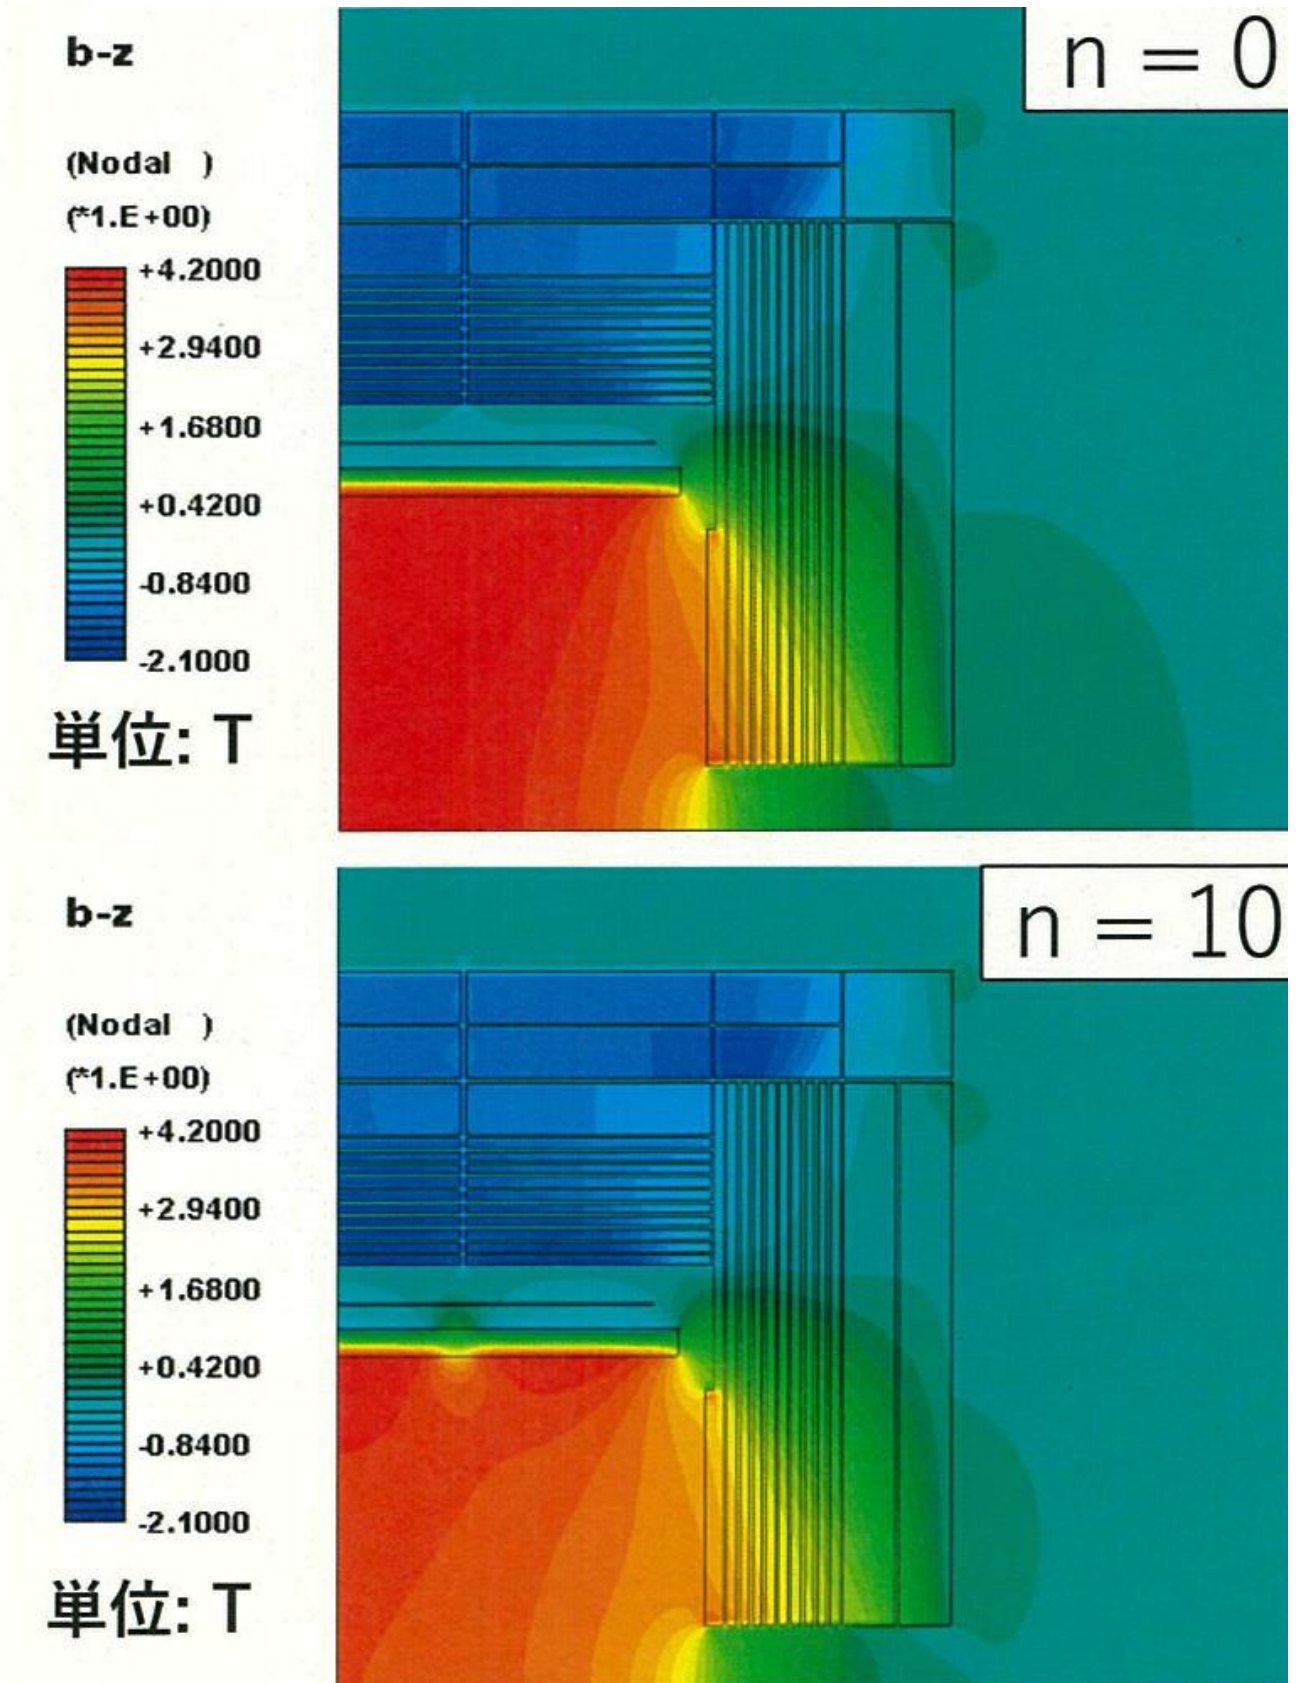 b-z
n = 0
(Nodal )
(*1.E+00)
+4.2000
+2.9400
+1.6800
+0.4200
-0.8400
-2.1000
単位: T
b-z
n = 10
(Nodal )
(*1.E+00)
+4.2000
+2.9400
+1.6800
+0.4200
-0.8400
-2.1000
単位: T